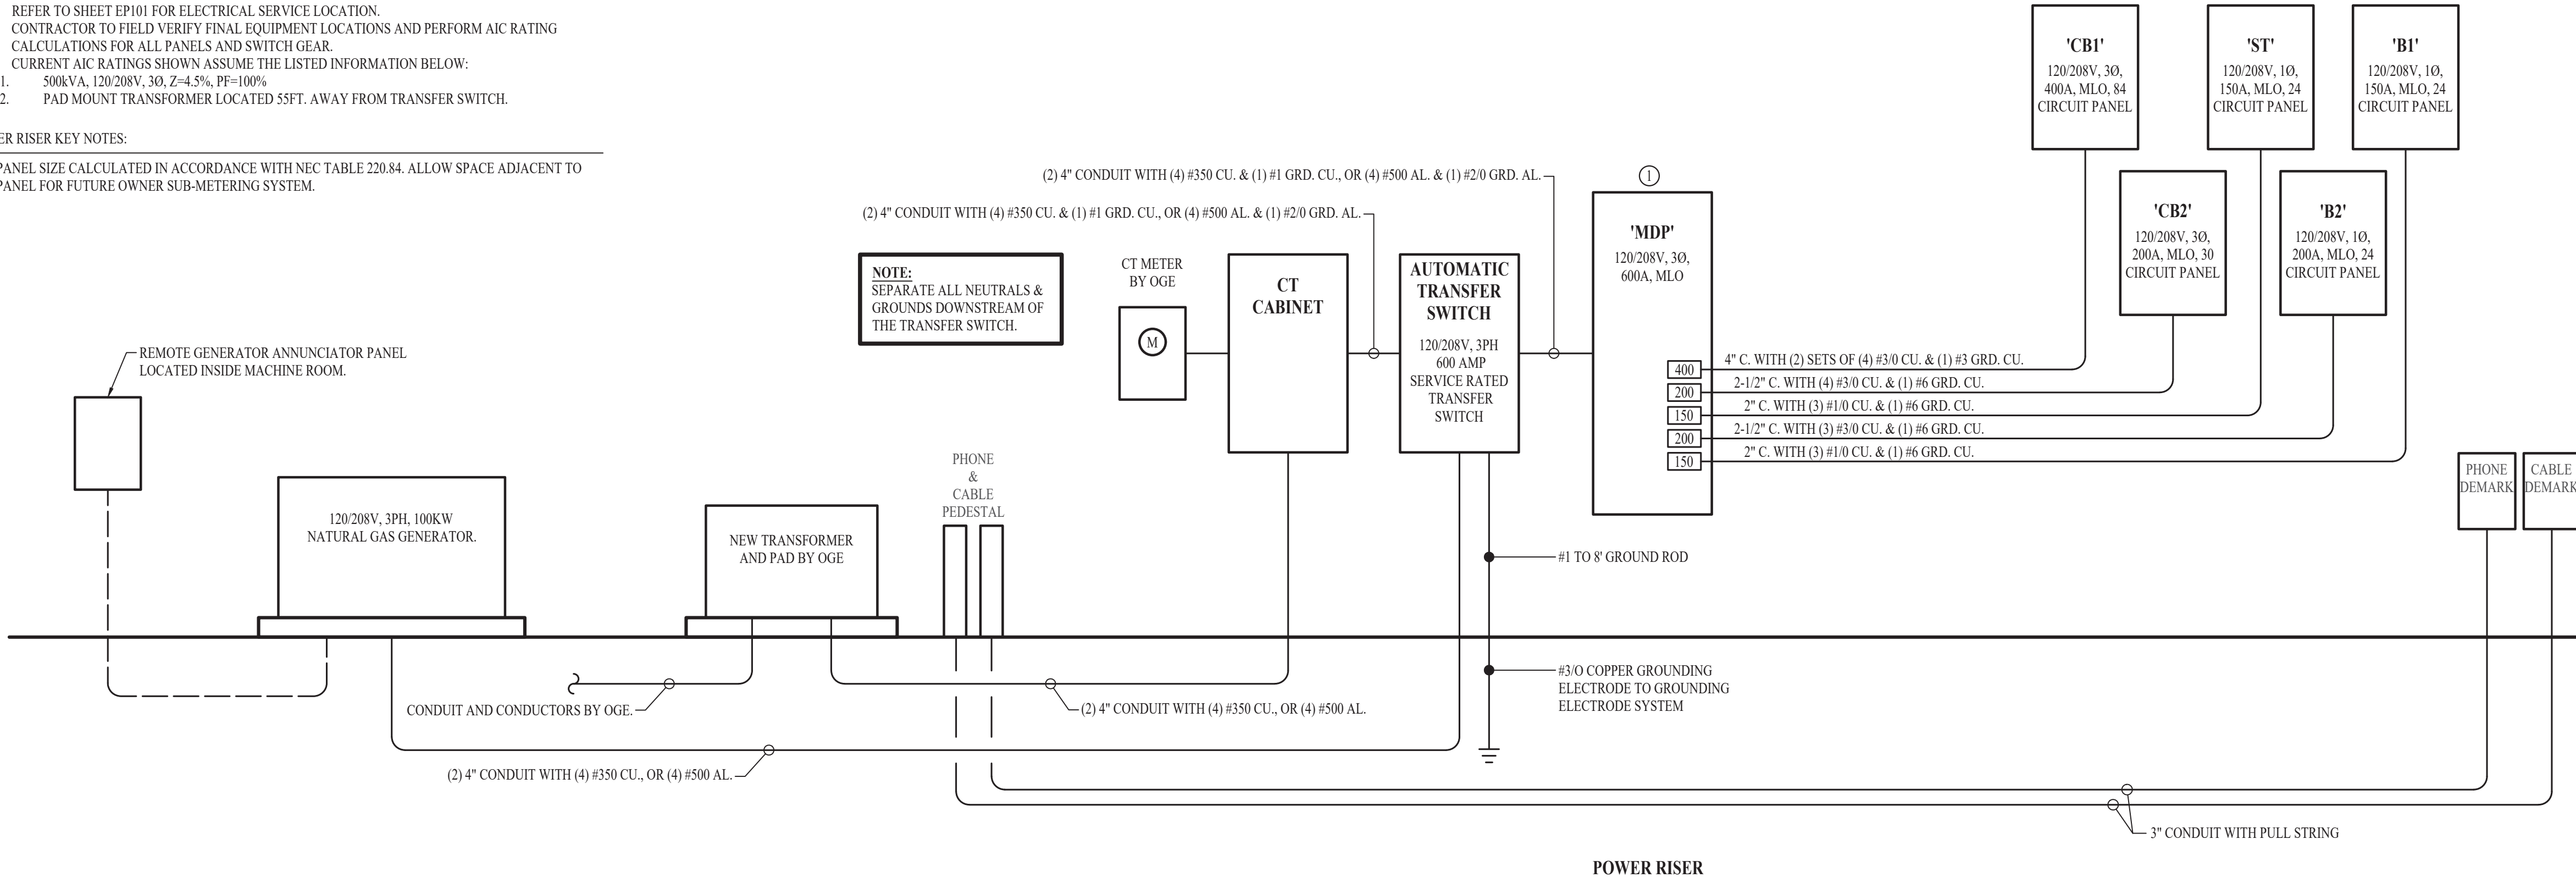 REFER TO SHEET EP101 FOR ELECTRICAL SERVICE LOCATION.
CONTRACTOR TO FIELD VERIFY FINAL EQUIPMENT LOCATIONS AND PERFORM AIC RATING
CALCULATIONS FOR ALL PANELS AND SWITCH GEAR.
CURRENT AIC RATINGS SHOWN ASSUME THE LISTED INFORMATION BELOW:
1. 500kVA, 120/208V, 3Ø, Z=4.5%, PF=100%
2. PAD MOUNT TRANSFORMER LOCATED 55FT. AWAY FROM TRANSFER SWITCH.
ER RISER KEY NOTES:
PANEL SIZE CALCULATED IN ACCORDANCE WITH NEC TABLE 220.84. ALLOW SPACE ADJACENT TO
PANEL FOR FUTURE OWNER SUB-METERING SYSTEM.
'CB1'
120/208V, 3Ø,
400A, MLO, 84
CIRCUIT PANEL
'ST'
120/208V, 1Ø,
150A, MLO, 24
CIRCUIT PANEL
'B1'
120/208V, 1Ø,
150A, MLO, 24
CIRCUIT PANEL
'CB2'
120/208V, 3Ø,
200A, MLO, 30
CIRCUIT PANEL
'B2'
120/208V, 1Ø,
200A, MLO, 24
CIRCUIT PANEL
(2) 4" CONDUIT WITH (4) #350 CU. & (1) #1 GRD. CU., OR (4) #500 AL. & (1) #2/0 GRD. AL.
(2) 4" CONDUIT WITH (4) #350 CU. & (1) #1 GRD. CU., OR (4) #500 AL. & (1) #2/0 GRD. AL.
1
'MDP'
120/208V, 3Ø,
600A, MLO
NOTE:
SEPARATE ALL NEUTRALS &
GROUNDS DOWNSTREAM OF
THE TRANSFER SWITCH.
CT METER
BY OGE
M
CT
CABINET
AUTOMATIC
TRANSFER
SWITCH
120/208V, 3PH
600 AMP
SERVICE RATED
TRANSFER
SWITCH
400 4" C. WITH (2) SETS OF (4) #3/0 CU. & (1) #3 GRD. CU.
200 2-1/2" C. WITH (4) #3/0 CU. & (1) #6 GRD. CU.
150 2" C. WITH (3) #1/0 CU. & (1) #6 GRD. CU.
200 2-1/2" C. WITH (3) #3/0 CU. & (1) #6 GRD. CU.
150 2" C. WITH (3) #1/0 CU. & (1) #6 GRD. CU.
REMOTE GENERATOR ANNUNCIATOR PANEL
LOCATED INSIDE MACHINE ROOM.
120/208V, 3PH, 100KW
NATURAL GAS GENERATOR.
NEW TRANSFORMER
AND PAD BY OGE
PHONE
&
CABLE
PEDESTAL
PHONE
DEMARK
CABLE
DEMARK
#1 TO 8' GROUND ROD
#3/O COPPER GROUNDING
ELECTRODE TO GROUNDING
ELECTRODE SYSTEM
CONDUIT AND CONDUCTORS BY OGE.
(2) 4" CONDUIT WITH (4) #350 CU., OR (4) #500 AL.
(2) 4" CONDUIT WITH (4) #350 CU., OR (4) #500 AL.
3" CONDUIT WITH PULL STRING
POWER RISER